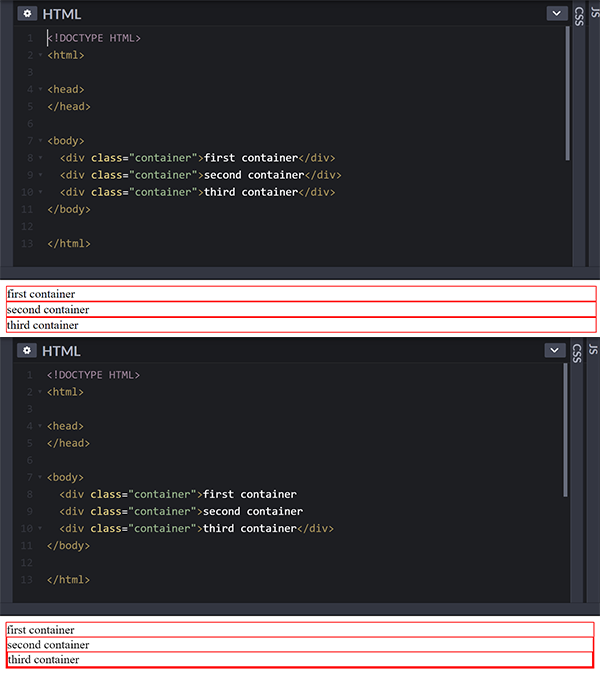 HTML
CSS
JS
1 <!DOCTYPE HTML>
2 <html>
3
4 <head>
5 </head>
6
7 <body>
8 <div class="container">first container</div>
9 <div class="container">second container</div>
10 <div class="container">third container</div>
11 </body>
12
13 </html>
first container
second container
third container
HTML
CSS
JS
1 <!DOCTYPE HTML>
2 <html>
3
4 <head>
5 </head>
6
7 <body>
8 <div class="container">first container
9 <div class="container">second container
10 <div class="container">third container</div>
11 </body>
12
13 </html>
first container
second container
third container